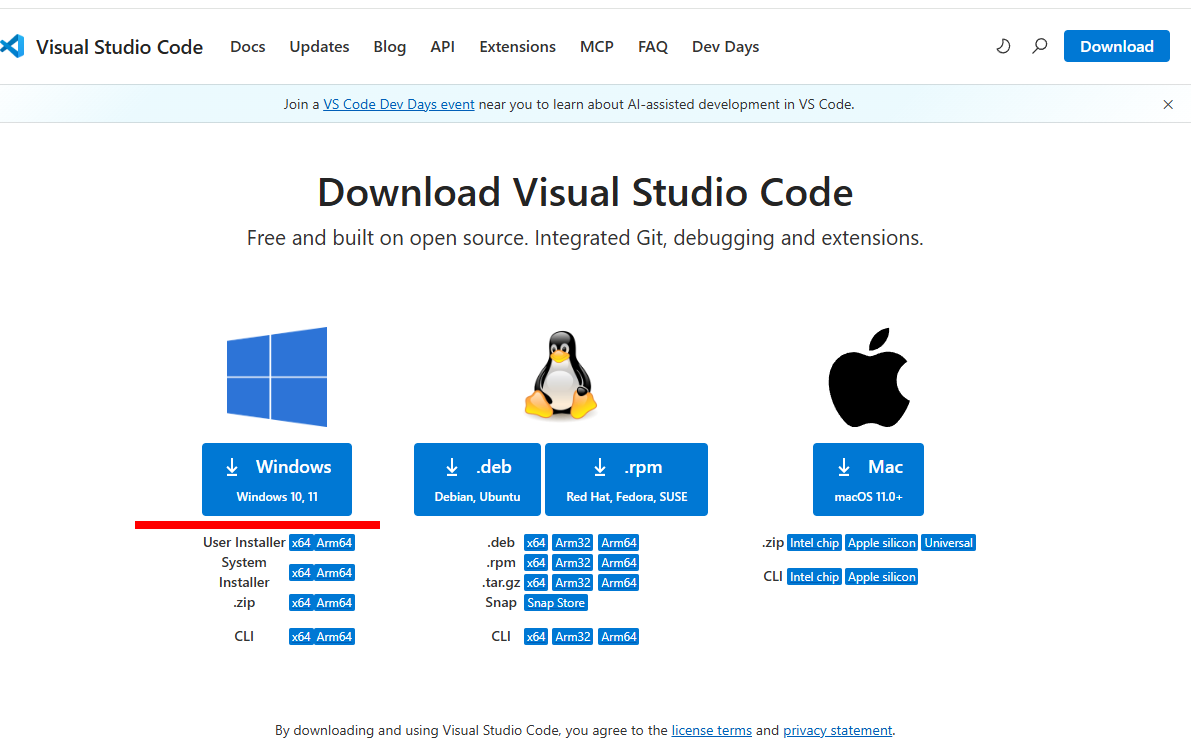 Visual Studio Code Docs Updates Blog API Extensions MCP FAQ Dev Days Download
Join a VS Code Dev Days event near you to learn about AI-assisted development in VS Code.
Download Visual Studio Code
Free and built on open source. Integrated Git, debugging and extensions.
Windows
Windows 10, 11
User Installer x64 Arm64
System
Installer x64 Arm64
.zip x64 Arm64
CLI x64 Arm64
.deb
Debian, Ubuntu
.rpm
Red Hat, Fedora, SUSE
.deb x64 Arm32 Arm64
.rpm x64 Arm32 Arm64
.tar.gz x64 Arm32 Arm64
Snap Snap Store
CLI x64 Arm32 Arm64
Mac
macOS 11.0+
.zip Intel chip Apple silicon Universal
CLI Intel chip Apple silicon
By downloading and using Visual Studio Code, you agree to the license terms and privacy statement.